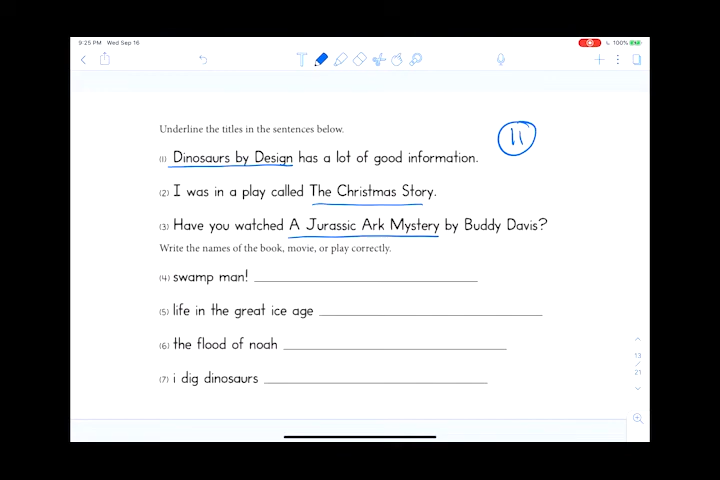 9:25 PM Wed Sep 16
100%
T
Underline the titles in the sentences below.
11
(1) Dinosaurs by Design has a lot of good information.
(2) I was in a play called The Christmas Story.
(3) Have you watched A Jurassic Ark Mystery by Buddy Davis?
Write the names of the book, movie, or play correctly.
(4) swamp man!
(5) life in the great ice age
(6) the flood of noah
(7) i dig dinosaurs
13
/
21